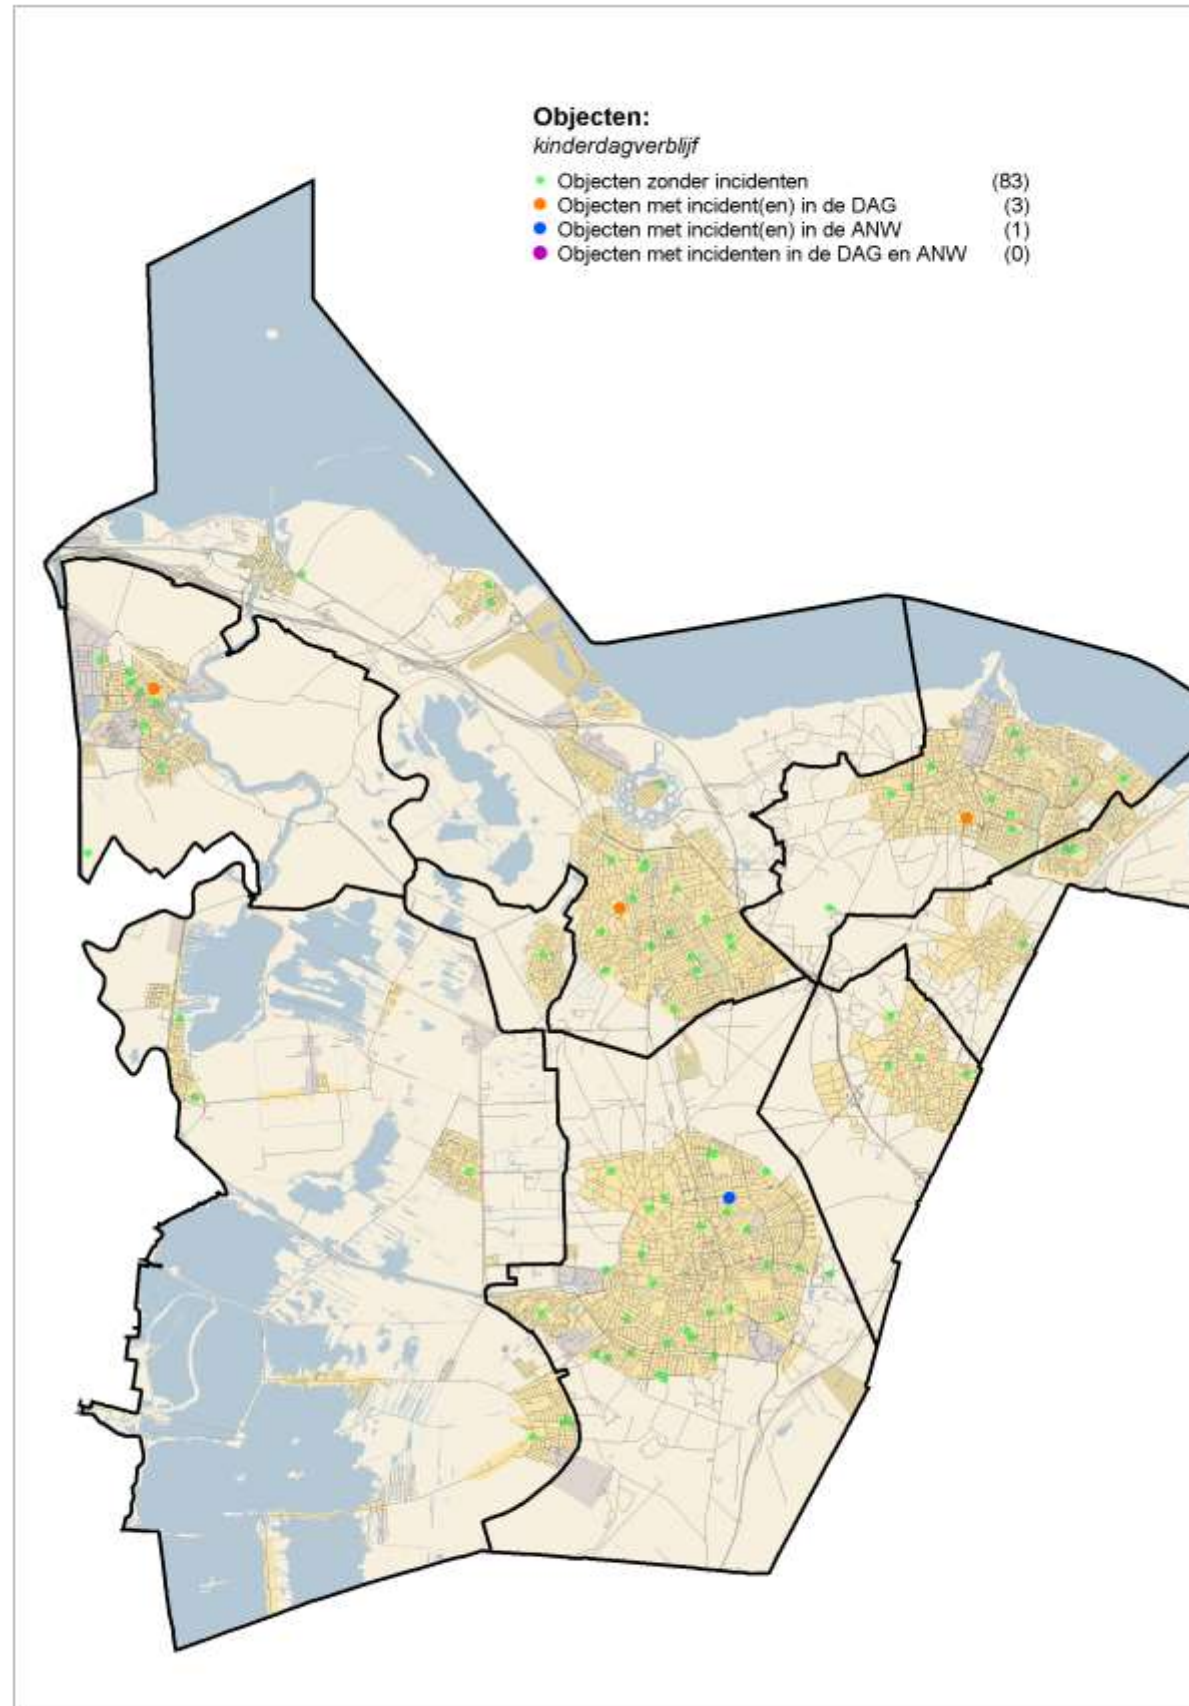 Objecten:
kinderdagverblijf
Objecten zonder incidenten (83)
Objecten met incident(en) in de DAG (3)
Objecten met incident(en) in de ANW (1)
Objecten met incidenten in de DAG en ANW (0)